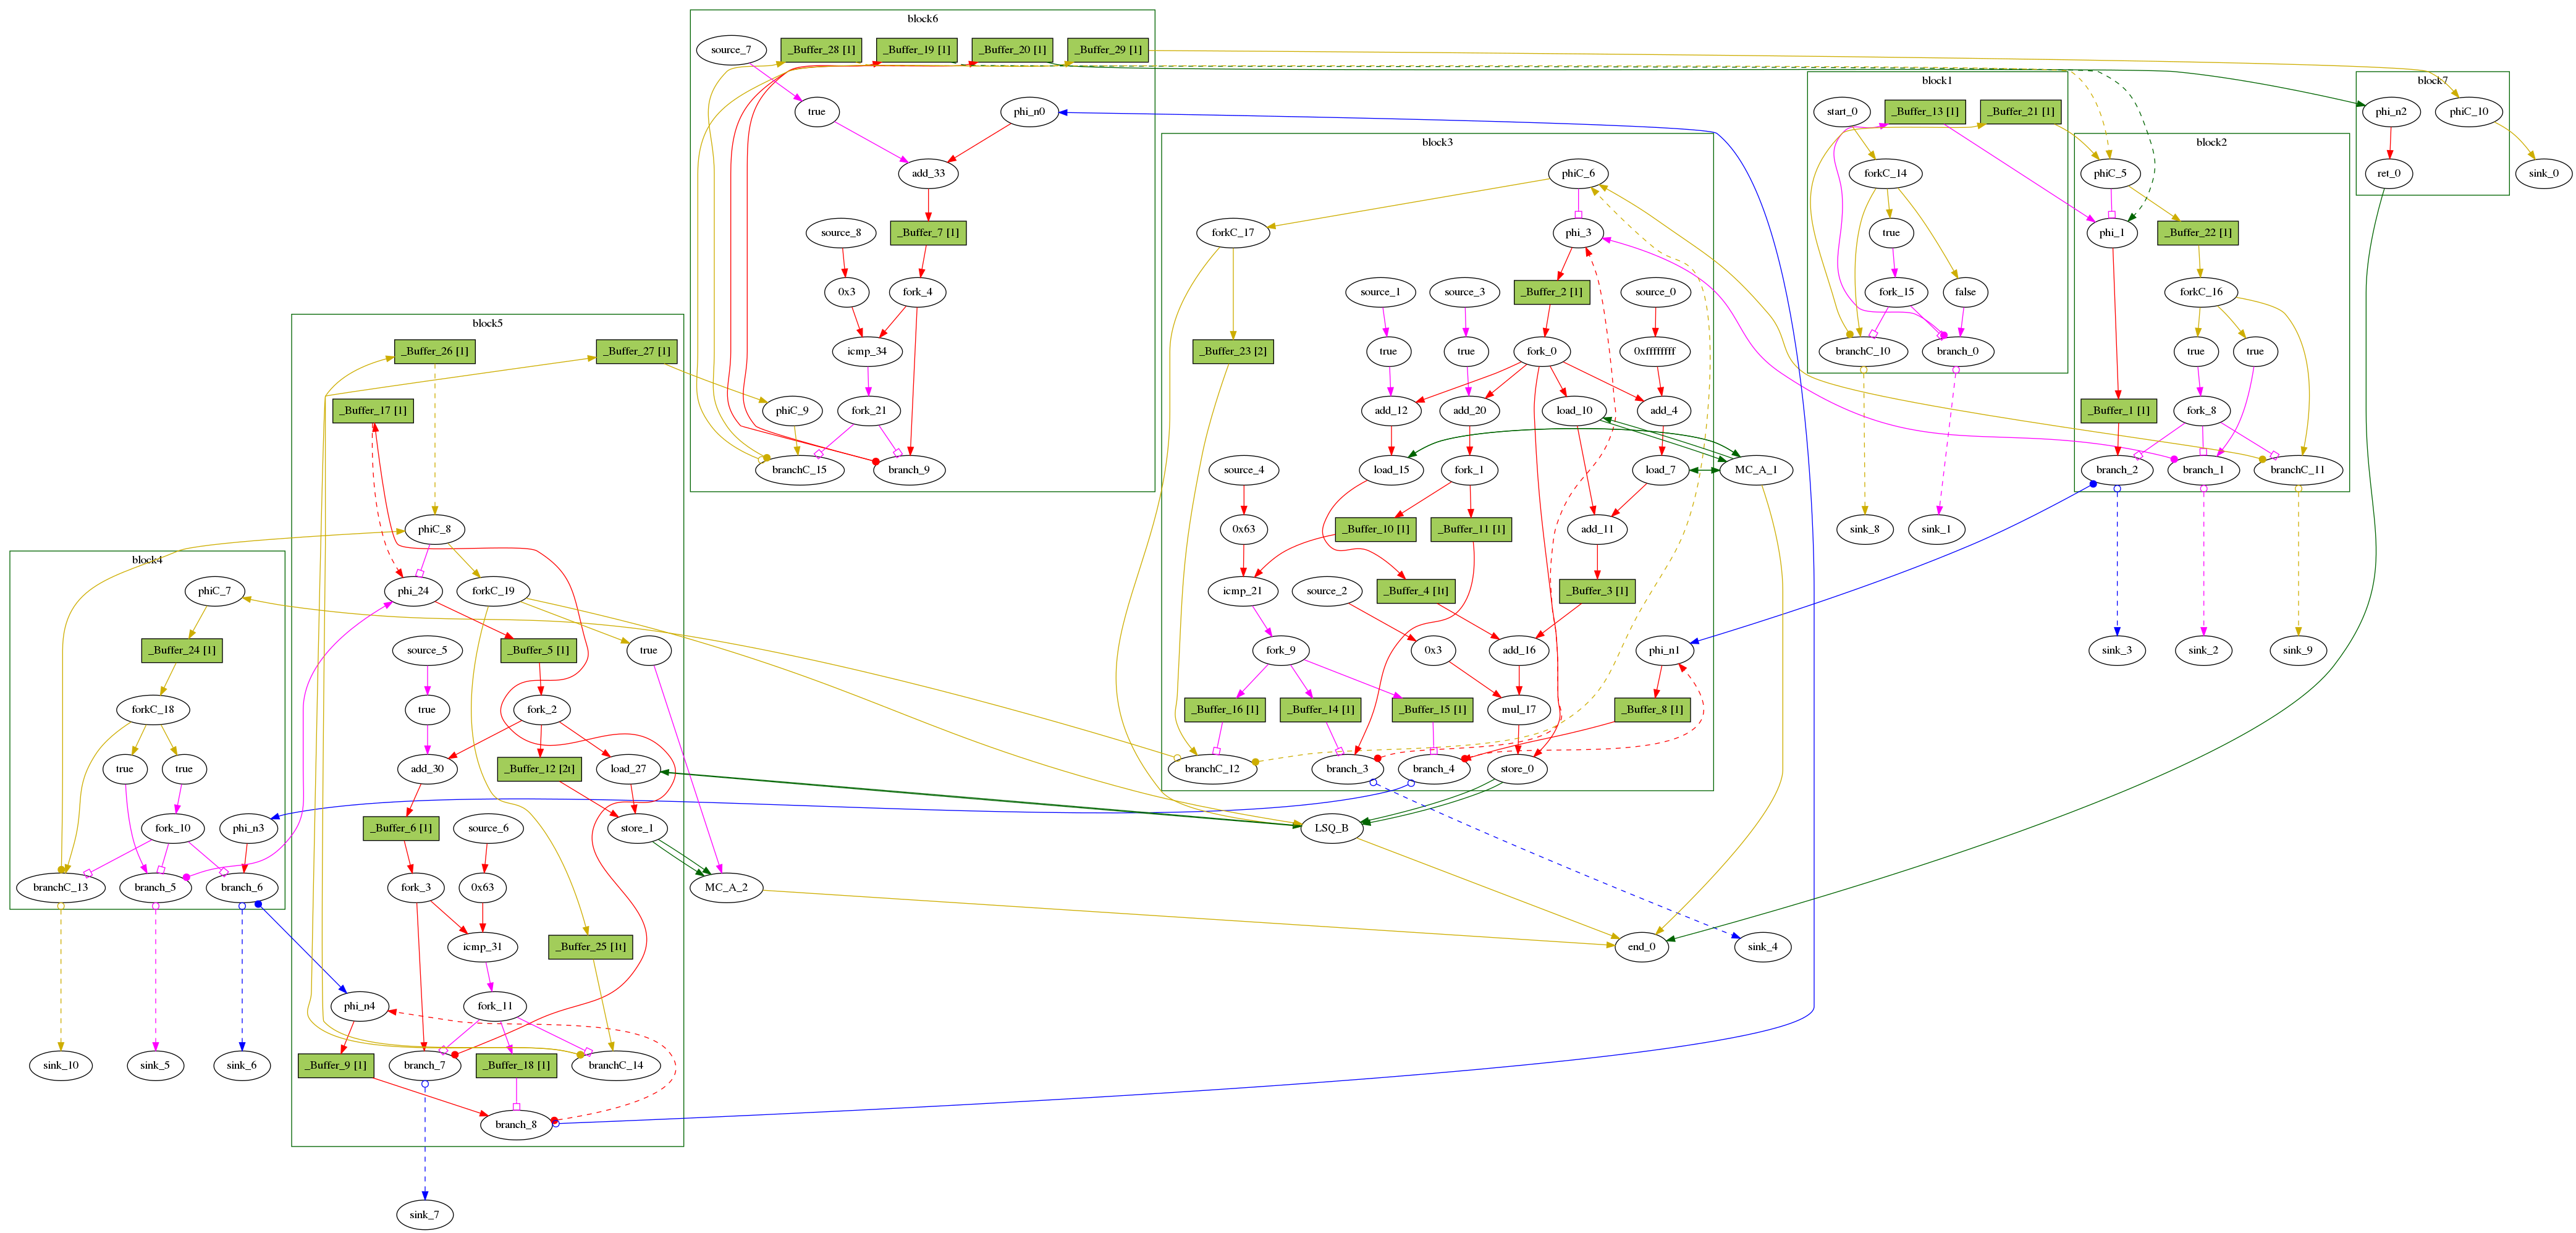 block6
source_7
_Buffer_28 [1]
_Buffer_19 [1]
_Buffer_20 [1]
_Buffer_29 [1]
true
phi_n0
add_33
source_8
_Buffer_7 [1]
0x3
fork_4
icmp_34
fork_21
phiC_9
branchC_15
branch_9
block1
start_0
_Buffer_13 [1]
_Buffer_21 [1]
forkC_14
true
fork_15
false
branchC_10
branch_0
sink_8
sink_1
block7
phi_n2
phiC_10
ret_0
sink_0
block2
phiC_5
phi_1
_Buffer_22 [1]
forkC_16
true
true
_Buffer_1 [1]
fork_8
branch_2
branch_1
branchC_11
sink_3
sink_2
sink_9
block3
phiC_6
forkC_17
phi_3
source_1
source_3
_Buffer_2 [1]
source_0
_Buffer_23 [2]
true
true
fork_0
0xffffffff
add_12
add_20
load_10
add_4
source_4
load_15
fork_1
load_7
MC_A_1
0x63
_Buffer_10 [1]
_Buffer_11 [1]
add_11
icmp_21
source_2
_Buffer_4 [1t]
_Buffer_3 [1]
fork_9
0x3
add_16
phi_n1
_Buffer_16 [1]
_Buffer_14 [1]
_Buffer_15 [1]
mul_17
_Buffer_8 [1]
branchC_12
branch_3
branch_4
store_0
LSQ_B
end_0
sink_4
block5
_Buffer_26 [1]
_Buffer_27 [1]
_Buffer_17 [1]
phiC_8
phi_24
forkC_19
source_5
_Buffer_5 [1]
true
true
fork_2
add_30
_Buffer_12 [2t]
load_27
_Buffer_6 [1]
source_6
store_1
fork_3
0x63
MC_A_2
icmp_31
_Buffer_25 [1t]
phi_n4
fork_11
_Buffer_9 [1]
branch_7
_Buffer_18 [1]
branchC_14
branch_8
sink_7
block4
phiC_7
_Buffer_24 [1]
forkC_18
true
true
fork_10
phi_n3
branchC_13
branch_5
branch_6
sink_10
sink_5
sink_6